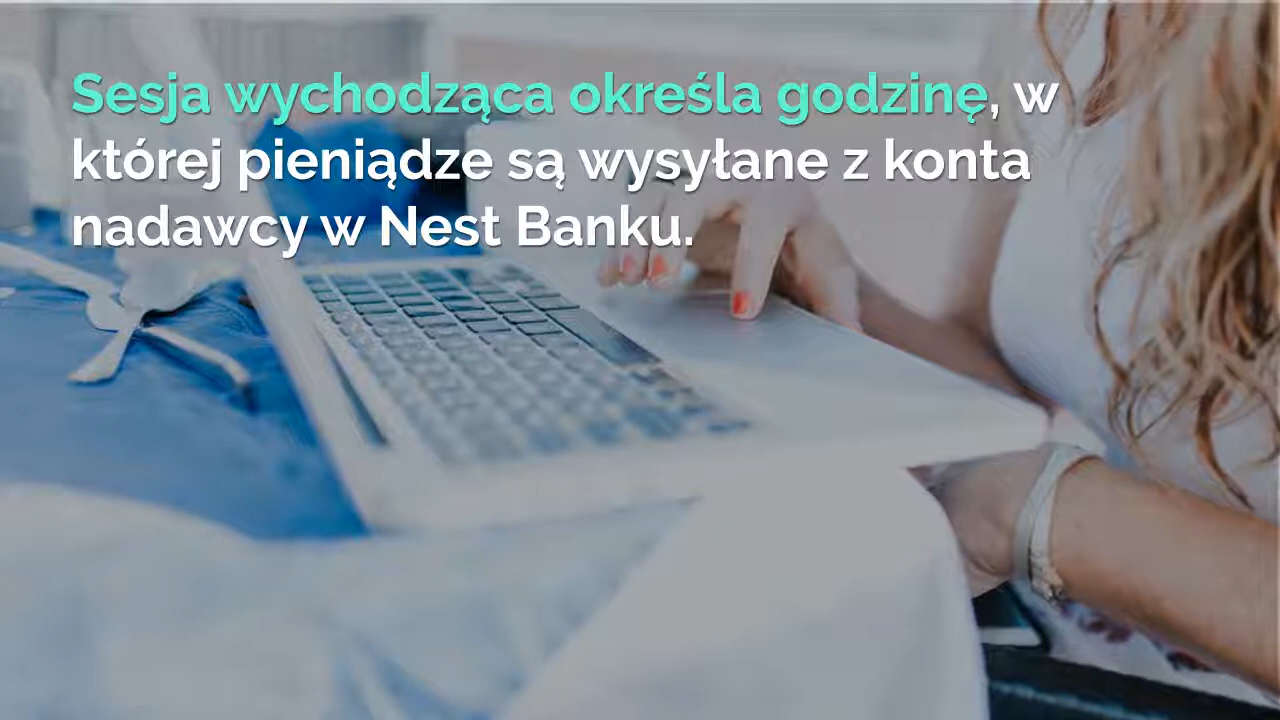 Sesja wychodząca określa godzinę, w
której pieniądze są wysyłane z konta
nadawcy w Nest Banku.